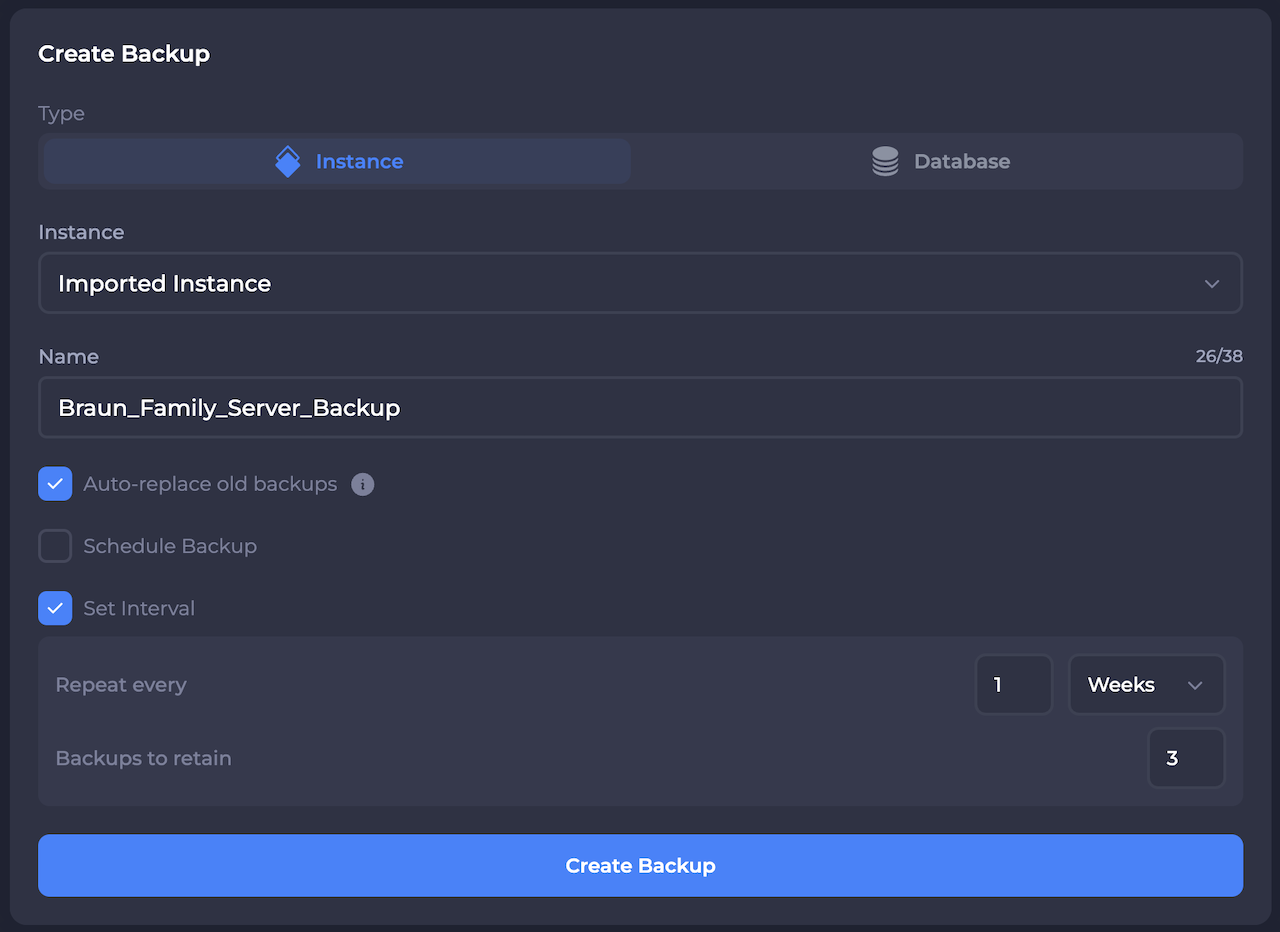 Create Backup
Type
Instance Database
Instance
Imported Instance
Name 26/38
Braun_Family_Server_Backup
Auto-replace old backups i
Schedule Backup
Set Interval
Repeat every 1 Weeks
Backups to retain 3
Create Backup